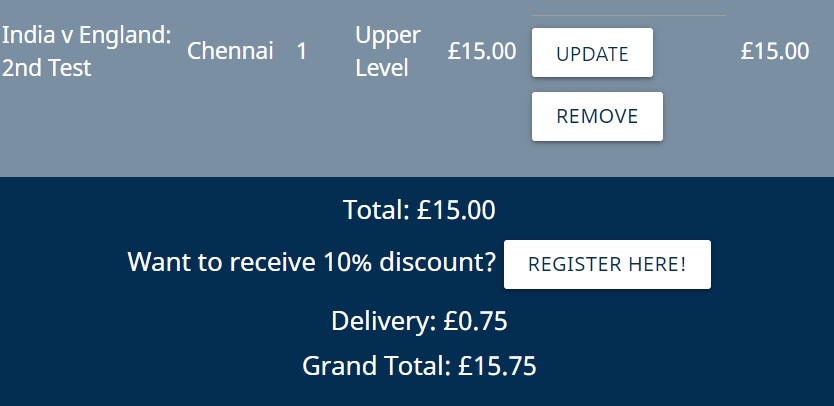 India v England:
2nd Test
Chennai
1
Upper
Level
£15.00
UPDATE
REMOVE
£15.00
Total: £15.00
Want to receive 10% discount? REGISTER HERE!
Delivery: £0.75
Grand Total: £15.75